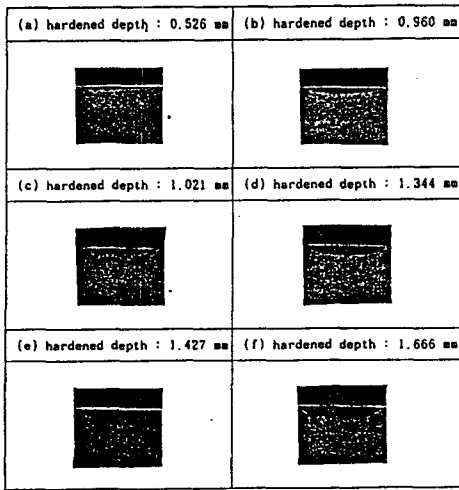 (a) hardened depth : 0.526 mm
(b) hardened depth : 0.960 mm
(c) hardened depth : 1.021 mm
(d) hardened depth : 1.344 mm
(e) hardened depth : 1.427 mm
(f) hardened depth : 1.666 mm